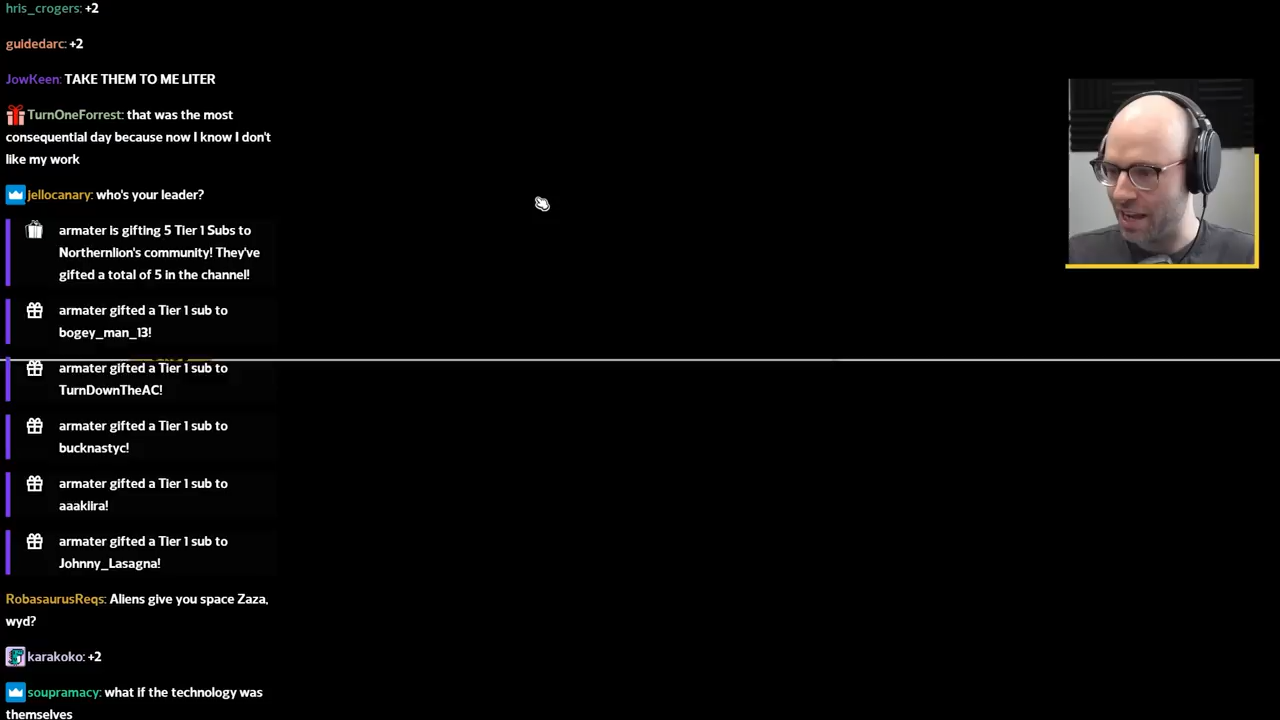 hris_crogers: +2
guidedarc: +2
JowKeen: TAKE THEM TO ME LITER
TurnOneForrest: that was the most
consequential day because now I know I don't
like my work
jellocanary: who's your leader?
armater is gifting 5 Tier 1 Subs to
Northernlion's community! They've
gifted a total of 5 in the channel!
armater gifted a Tier 1 sub to
bogey_man_13!
armater gifted a Tier 1 sub to
TurnDownTheAC!
armater gifted a Tier 1 sub to
bucknastyc!
armater gifted a Tier 1 sub to
aaakiira!
armater gifted a Tier 1 sub to
Johnny_Lasagna!
RobasaurusReqs: Aliens give you space Zaza,
wyd?
karakoko: +2
soupramacy: what if the technology was
themselves